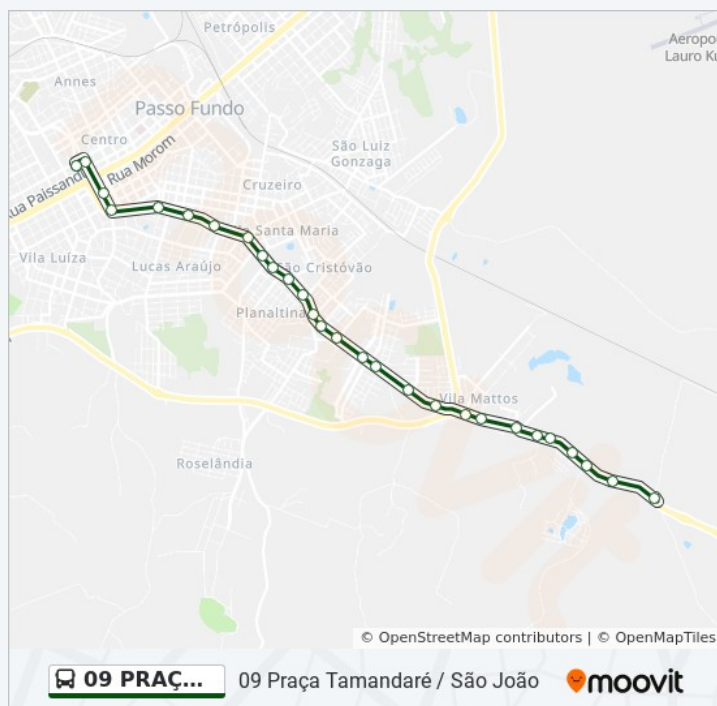 Petrópolis
Aeropo
Lauro Ku
Annes
Passo Fundo
Centro
Rua Morom
São Luiz
Gonzaga
ua Paissandu
Cruzeiro
Santa Maria
Vila Luíza
Lucas Araújo
São Cristóvão
Planaltina
Vila Mattos
Roselândia
© OpenStreetMap contributors | © OpenMapTiles
09 PRAÇ...
09 Praça Tamandaré / São João
moovit